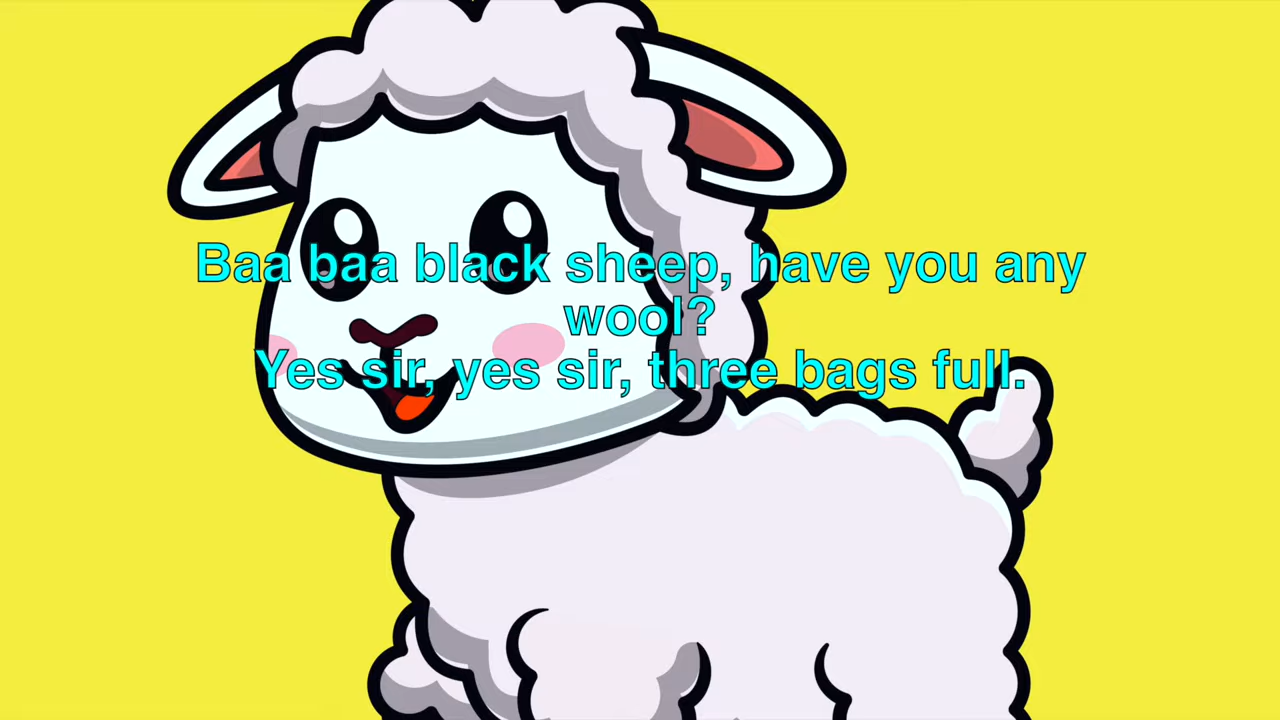 Baa baa black sheep, have you any
wool?
Yes sir, yes sir, three bags full.